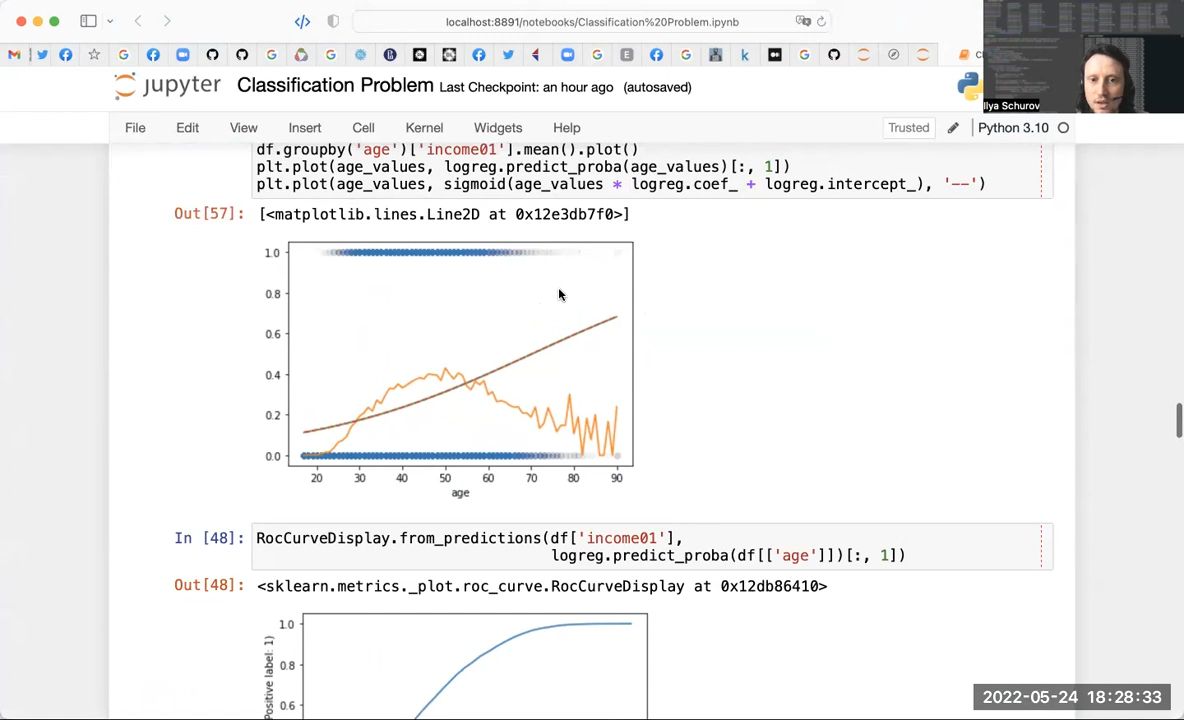 localhost:8891/notebooks/Classification%20Problem.ipynb
jupyter Classification Problem Last Checkpoint: an hour ago (autosaved)
Ilya Schurov
File Edit View Insert Cell Kernel Widgets Help Trusted Python 3.10
df.groupby('age')['income01'].mean().plot()
plt.plot(age_values, logreg.predict_proba(age_values)[:, 1])
plt.plot(age_values, sigmoid(age_values * logreg.coef_ + logreg.intercept_), '--')
Out[57]: [<matplotlib.lines.Line2D at 0x12e3db7f0>]
1.0
0.8
0.6
0.4
0.2
0.0
20 30 40 50 60 70 80 90
age
In [48]: RocCurveDisplay.from_predictions(df['income01'],
logreg.predict_proba(df[['age']])[:, 1])
Out[48]: <sklearn.metrics._plot.roc_curve.RocCurveDisplay at 0x12db86410>
1.0
0.8
0.6
Positive label: 1)
2022-05-24 18:28:33